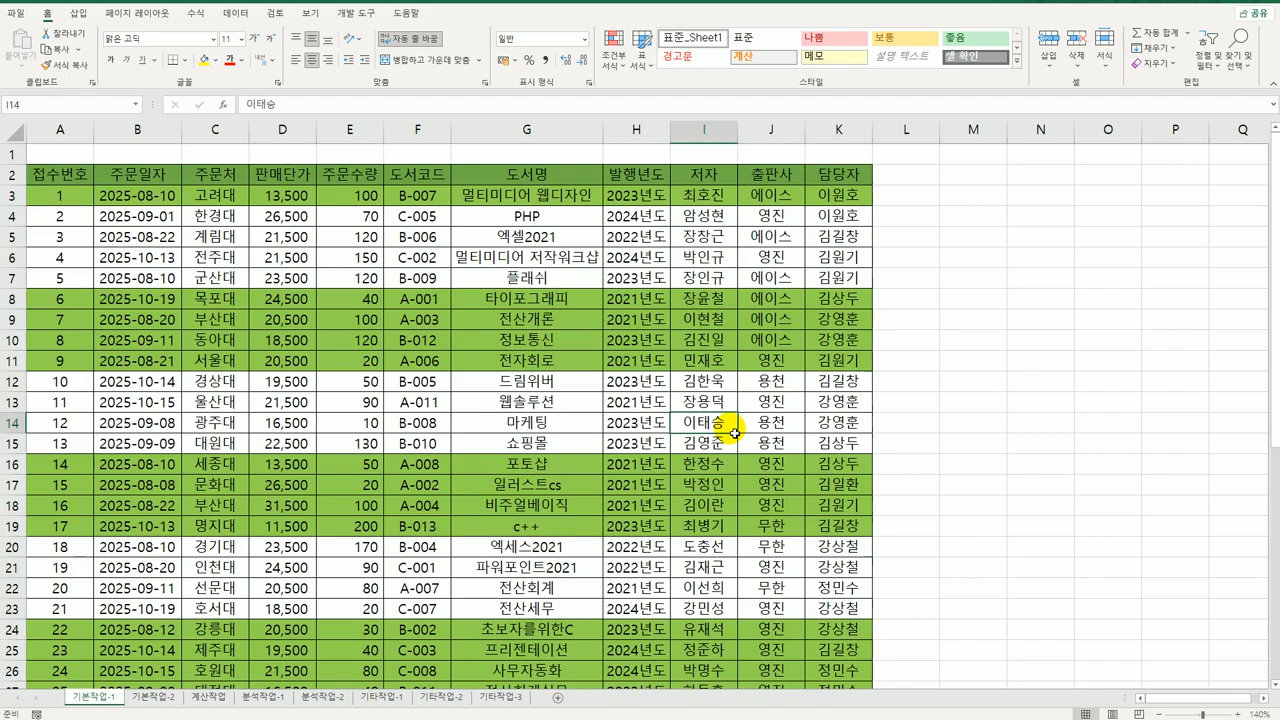 파일 홈 삽입 페이지 레이아웃 수식 데이터 검토 보기 개발 도구 도움말 공유
붙여넣기 잘라내기 맑은 고딕 11 자동 줄 바꿈 일반 조건부 서식 표 서식 표준_Sheet1 표준 나쁨 보통 좋음 삽입 삭제 서식 자동 합계 정렬 및 필터 찾기 및 선택
복사 병합하고 가운데 맞춤 경고문 계산 메모 설명 텍스트 셀 확인 채우기
서식 복사 지우기
클립보드 글꼴 맞춤 표시 형식 스타일 셀 편집
I14 이태승
A B C D E F G H I J K L M N O P Q
1
2 접수번호 주문일자 주문처 판매단가 주문수량 도서코드 도서명 발행년도 저자 출판사 담당자
3 1 2025-08-10 고려대 13,500 100 B-007 멀티미디어 웹디자인 2023년도 최호진 에이스 이원호
4 2 2025-09-01 한경대 26,500 70 C-005 PHP 2024년도 암성현 영진 이원호
5 3 2025-08-22 계림대 21,500 120 B-006 엑셀2021 2022년도 장창근 에이스 김길창
6 4 2025-10-13 전주대 21,500 150 C-002 멀티미디어 저작워크샵 2024년도 박인규 영진 김원기
7 5 2025-08-10 군산대 23,500 120 B-009 플래쉬 2023년도 장인규 에이스 김원기
8 6 2025-10-19 목포대 24,500 40 A-001 타이포그래피 2021년도 장윤철 에이스 김상두
9 7 2025-08-20 부산대 20,500 100 A-003 전산개론 2021년도 이현철 에이스 강영훈
10 8 2025-09-11 동아대 18,500 120 B-012 정보통신 2023년도 김진일 에이스 강영훈
11 9 2025-08-21 서울대 20,500 20 A-006 전자회로 2021년도 민재호 영진 김원기
12 10 2025-10-14 경상대 19,500 50 B-005 드림위버 2023년도 김한욱 용천 김길창
13 11 2025-10-15 울산대 21,500 90 A-011 웹솔루션 2021년도 장용덕 영진 강영훈
14 12 2025-09-08 광주대 16,500 10 B-008 마케팅 2023년도 이태승 용천 강영훈
15 13 2025-09-09 대원대 22,500 130 B-010 쇼핑몰 2023년도 김영준 용천 김상두
16 14 2025-10-10 세종대 13,500 50 A-008 포토샵 2021년도 한정수 영진 김상두
17 15 2025-08-08 문화대 26,500 20 A-002 일러스트cs 2021년도 박정인 영진 김일환
18 16 2025-08-22 부산대 31,500 100 A-004 비주얼베이직 2021년도 김이란 영진 김원기
19 17 2025-10-13 명지대 11,500 200 B-013 c++ 2023년도 최병기 무한 김길창
20 18 2025-08-10 경기대 23,500 170 B-004 엑세스2021 2022년도 도충선 무한 강상철
21 19 2025-08-20 인천대 24,500 90 C-001 파워포인트2021 2022년도 김재근 영진 강상철
22 20 2025-09-11 선문대 20,500 80 A-007 전산회계 2021년도 이선희 무한 정민수
23 21 2025-10-19 호서대 18,500 20 C-007 전산세무 2024년도 강민성 영진 강상철
24 22 2025-08-12 강릉대 20,500 30 B-002 초보자를위한C 2023년도 유재석 영진 강상철
25 23 2025-10-14 제주대 19,500 40 C-003 프리젠테이션 2024년도 정준하 영진 김길창
26 24 2025-10-15 호원대 21,500 80 C-008 사무자동화 2024년도 박명수 영진 정민수
기본작업-1 기본작업-2 계산작업 분석작업-1 분석작업-2 기타작업-1 기타작업-2 기타작업-3
준비 140%